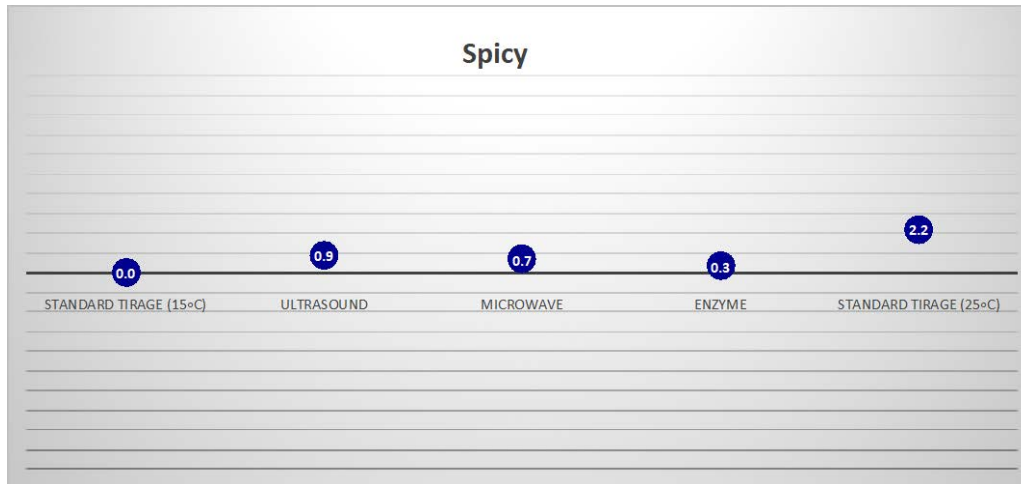 Spicy
2.2
0.9
0.7
0.3
0.0
STANDARD TIRAGE (15ºC) ULTRASOUND MICROWAVE ENZYME STANDARD TIRAGE (25ºC)